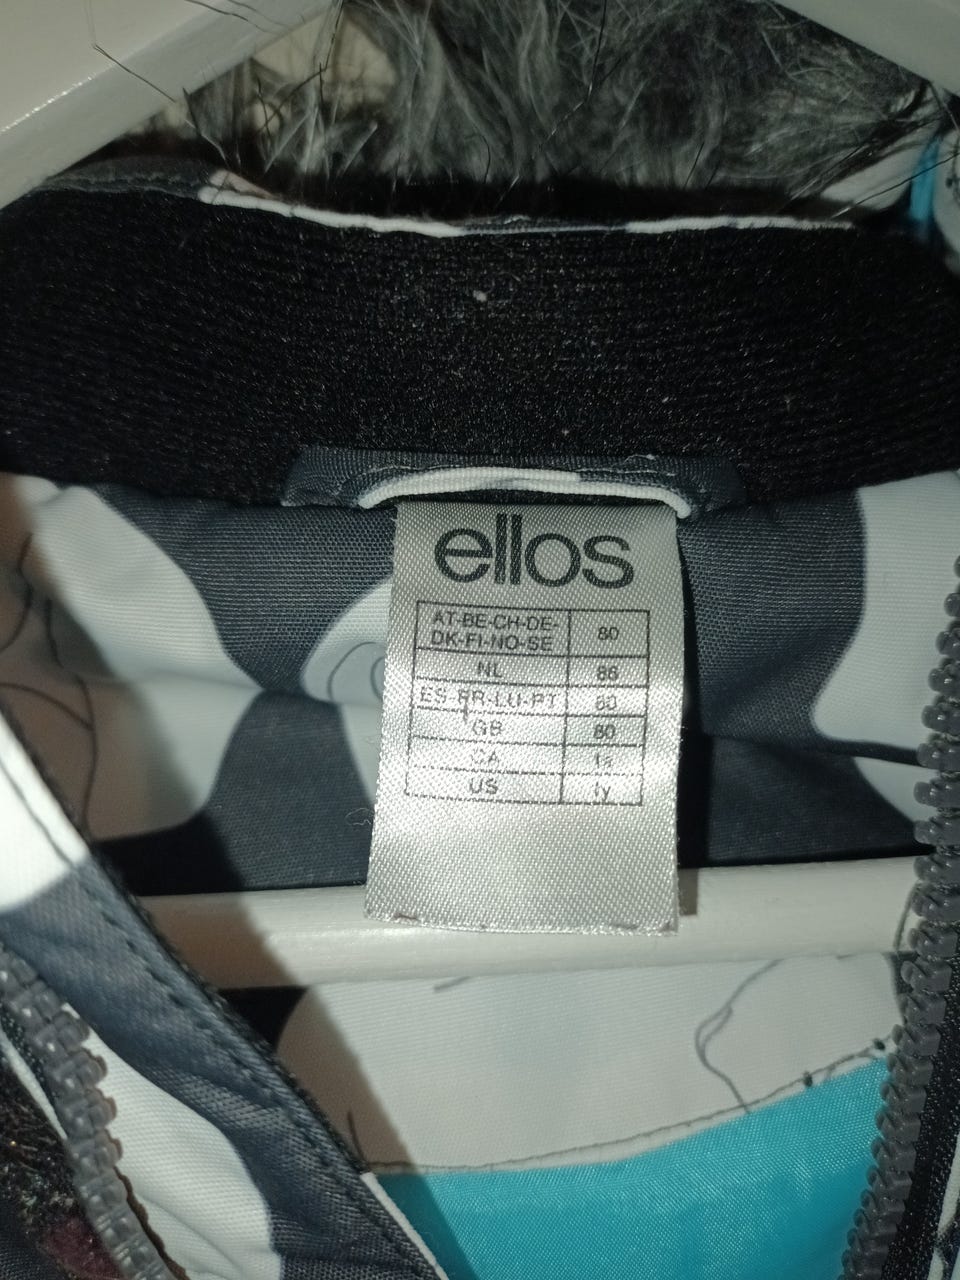 ellos
AT-BE-CH-DE-
DK-FI-NO-SE 80
NL 86
ES-FR-LU-PT 80
GB 80
CA 1a
US 1y